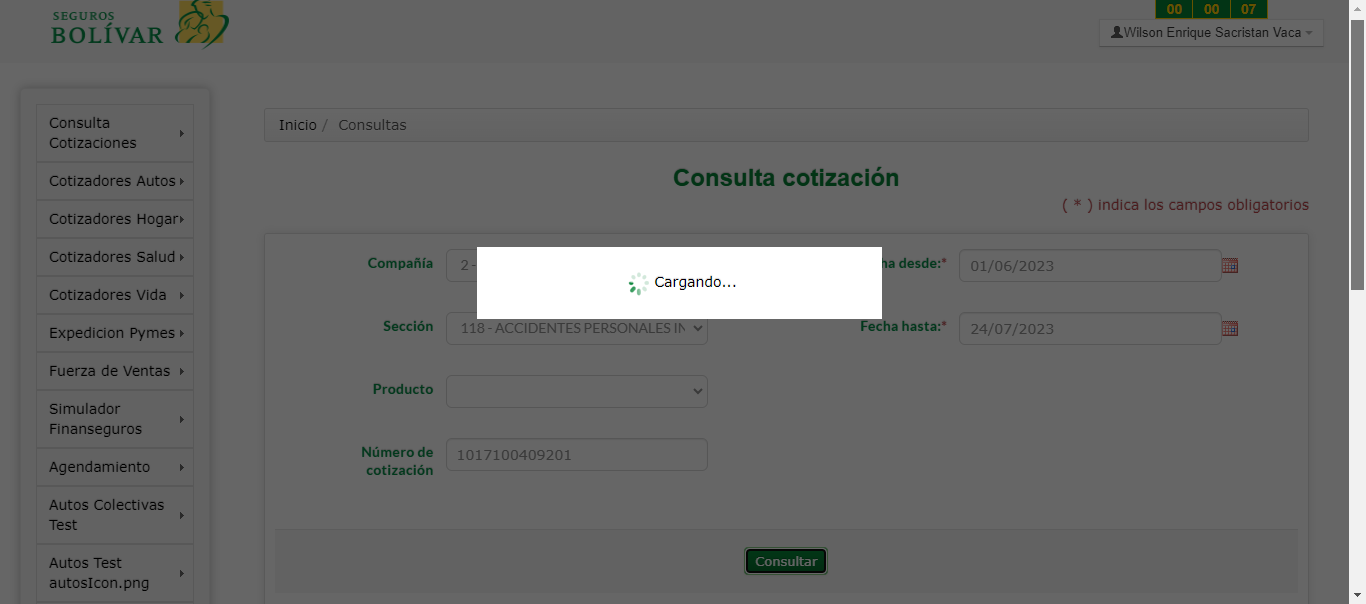 SEGUROS
BOLÍVAR
00 00 07
Wilson Enrique Sacristan Vaca
Consulta
Cotizaciones
Cotizadores Autos
Cotizadores Hogar
Cotizadores Salud
Cotizadores Vida
Expedicion Pymes
Fuerza de Ventas
Simulador
Finanseguros
Agendamiento
Autos Colectivas
Test
Autos Test
autosIcon.png
Inicio / Consultas
Consulta cotización
( * ) indica los campos obligatorios
Compañía 2 -
ha desde:* 01/06/2023
Cargando...
Sección 118 - ACCIDENTES PERSONALES IN
Fecha hasta:* 24/07/2023
Producto
Número de
cotización
1017100409201
Consultar